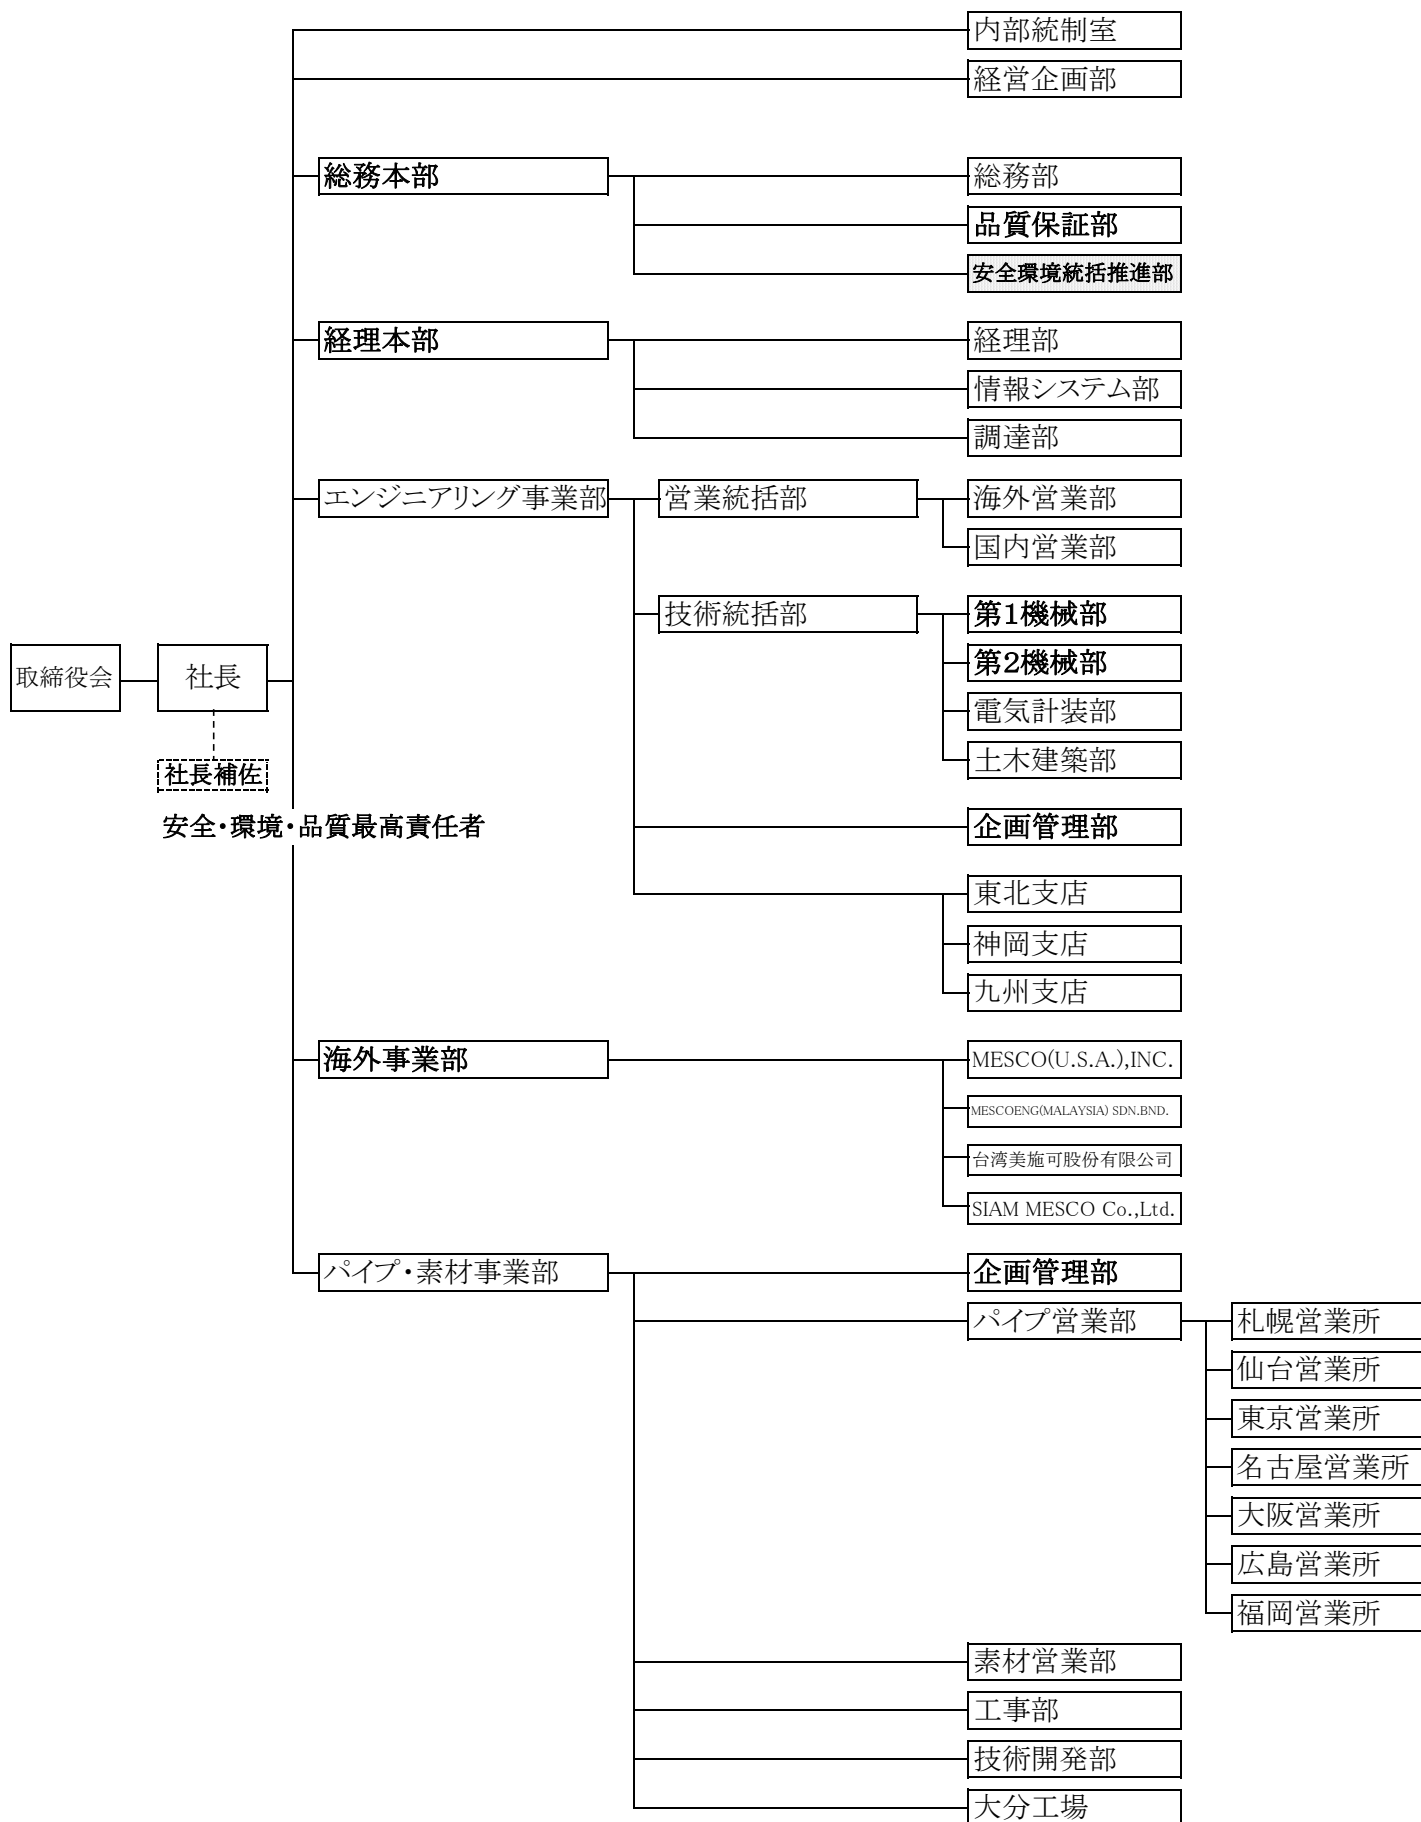 内部統制室
経営企画部
総務本部
総務部
品質保証部
安全環境統括推進部
経理本部
経理部
情報システム部
調達部
エンジニアリング事業部
営業統括部
海外営業部
国内営業部
技術統括部
第1機械部
第2機械部
電気計装部
土木建築部
取締役会
社長
社長補佐
安全・環境・品質最高責任者
企画管理部
東北支店
神岡支店
九州支店
海外事業部
MESCO(U.S.A.),INC.
MESCOENG(MALAYSIA) SDN.BND.
台湾美施可股份有限公司
SIAM MESCO Co.,Ltd.
パイプ・素材事業部
企画管理部
パイプ営業部
札幌営業所
仙台営業所
東京営業所
名古屋営業所
大阪営業所
広島営業所
福岡営業所
素材営業部
工事部
技術開発部
大分工場